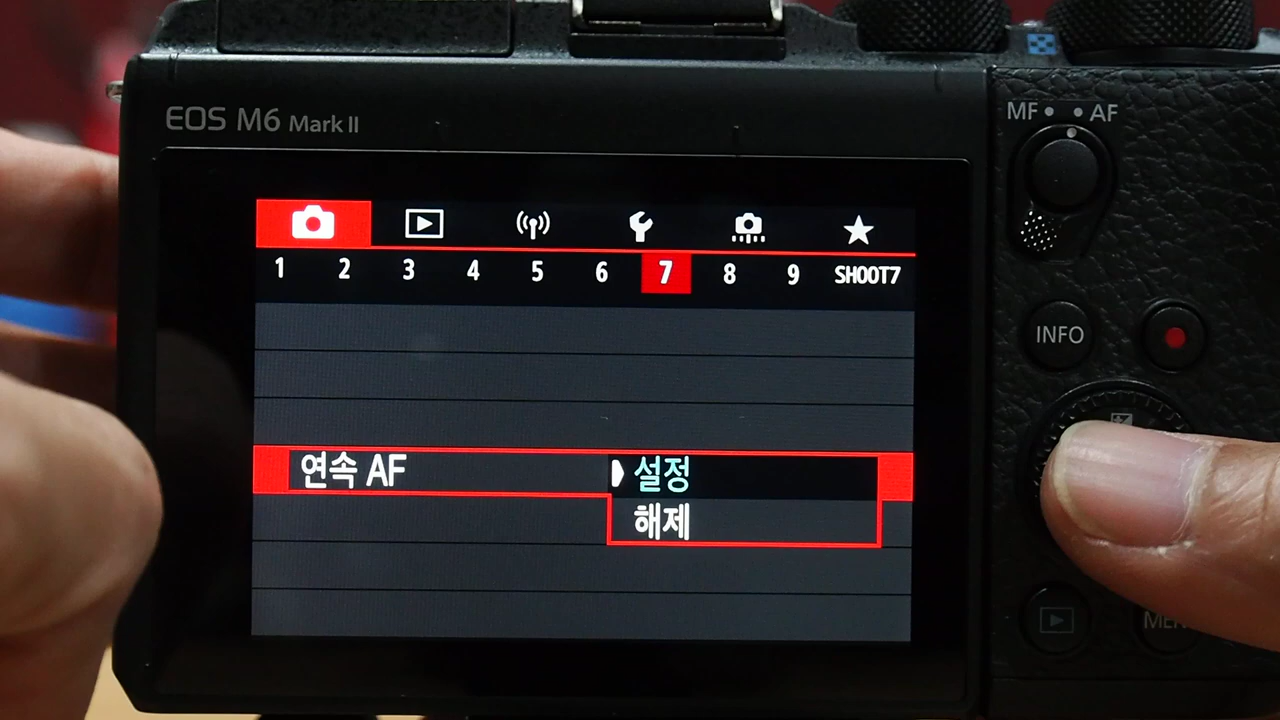 EOS M6 Mark II
MF AF
1 2 3 4 5 6 7 8 9 SHOOT7
INFO
연속 AF
설정
해제